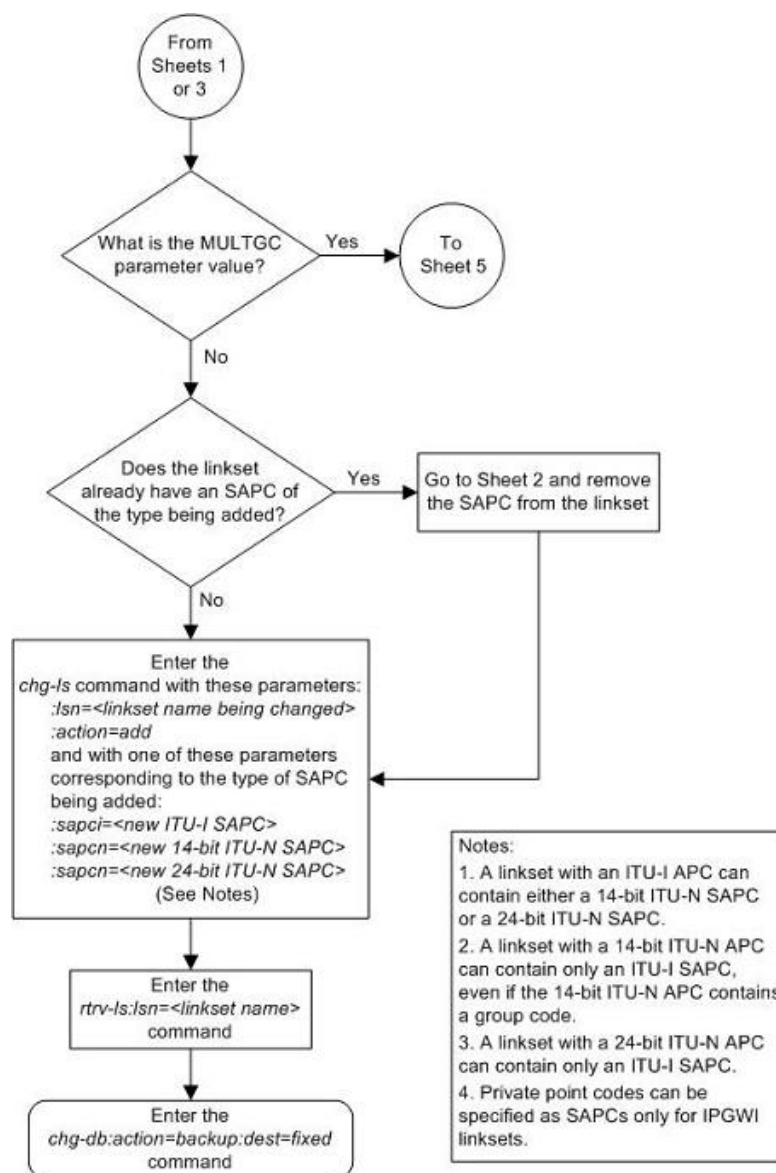 From
Sheets 1
or 3
What is the MULTGC
parameter value?
Yes
To
Sheet 5
No
Does the linkset
already have an SAPC of
the type being added?
Yes
Go to Sheet 2 and remove
the SAPC from the linkset
No
Enter the
chg-ls command with these parameters:
:lsn=<linkset name being changed>
:action=add
and with one of these parameters
corresponding to the type of SAPC
being added:
:sapci=<new ITU-I SAPC>
:sapcn=<new 14-bit ITU-N SAPC>
:sapcn=<new 24-bit ITU-N SAPC>
(See Notes)
Enter the
rtrv-ls:lsn=<linkset name>
command
Enter the
chg-db:action=backup:dest=fixed
command
Notes:
1. A linkset with an ITU-I APC can
contain either a 14-bit ITU-N SAPC
or a 24-bit ITU-N SAPC.
2. A linkset with a 14-bit ITU-N APC
can contain only an ITU-I SAPC,
even if the 14-bit ITU-N APC contains
a group code.
3. A linkset with a 24-bit ITU-N APC
can contain only an ITU-I SAPC.
4. Private point codes can be
specified as SAPCs only for IPGWI
linksets.